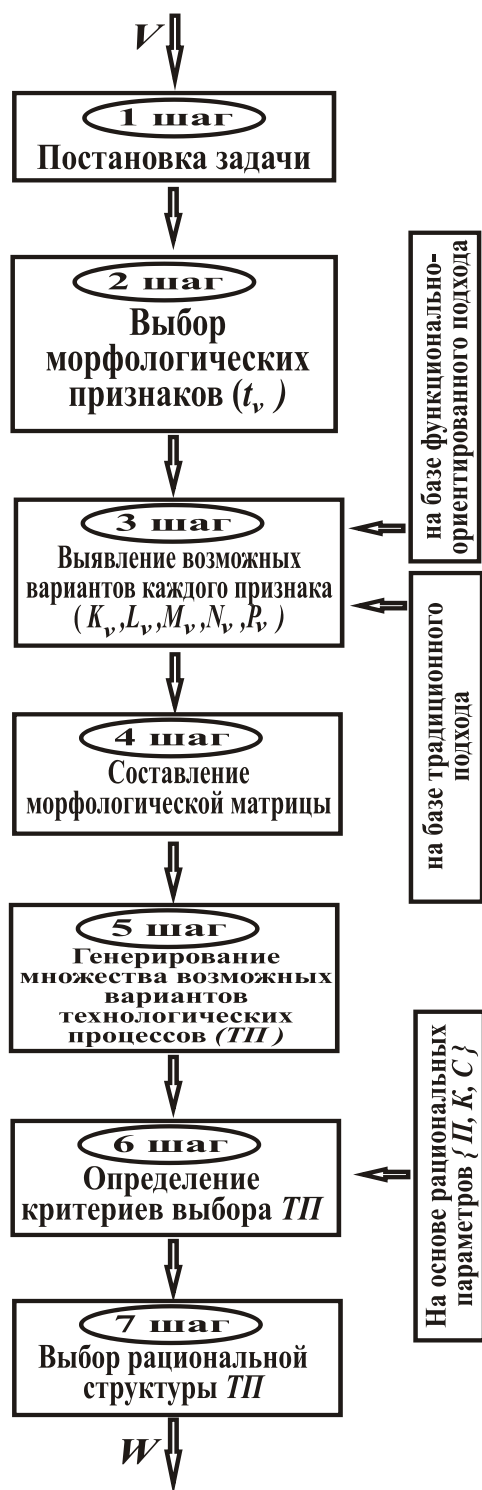 V
1 шаг
Постановка задачи
2 шаг
Выбор
морфологических
признаков (tᵥ )
на базе функционально-
ориентированного подхода
3 шаг
Выявление возможных
вариантов каждого признака
( Kᵥ ,Lᵥ ,Mᵥ ,Nᵥ ,Pᵥ )
на базе традиционного
подхода
4 шаг
Составление
морфологической матрицы
5 шаг
Генерирование
множества возможных
вариантов
технологических
процессов (ТП )
6 шаг
Определение
критериев выбора ТП
На основе рациональных
параметров { П, К, С}
7 шаг
Выбор рациональной
структуры ТП
W